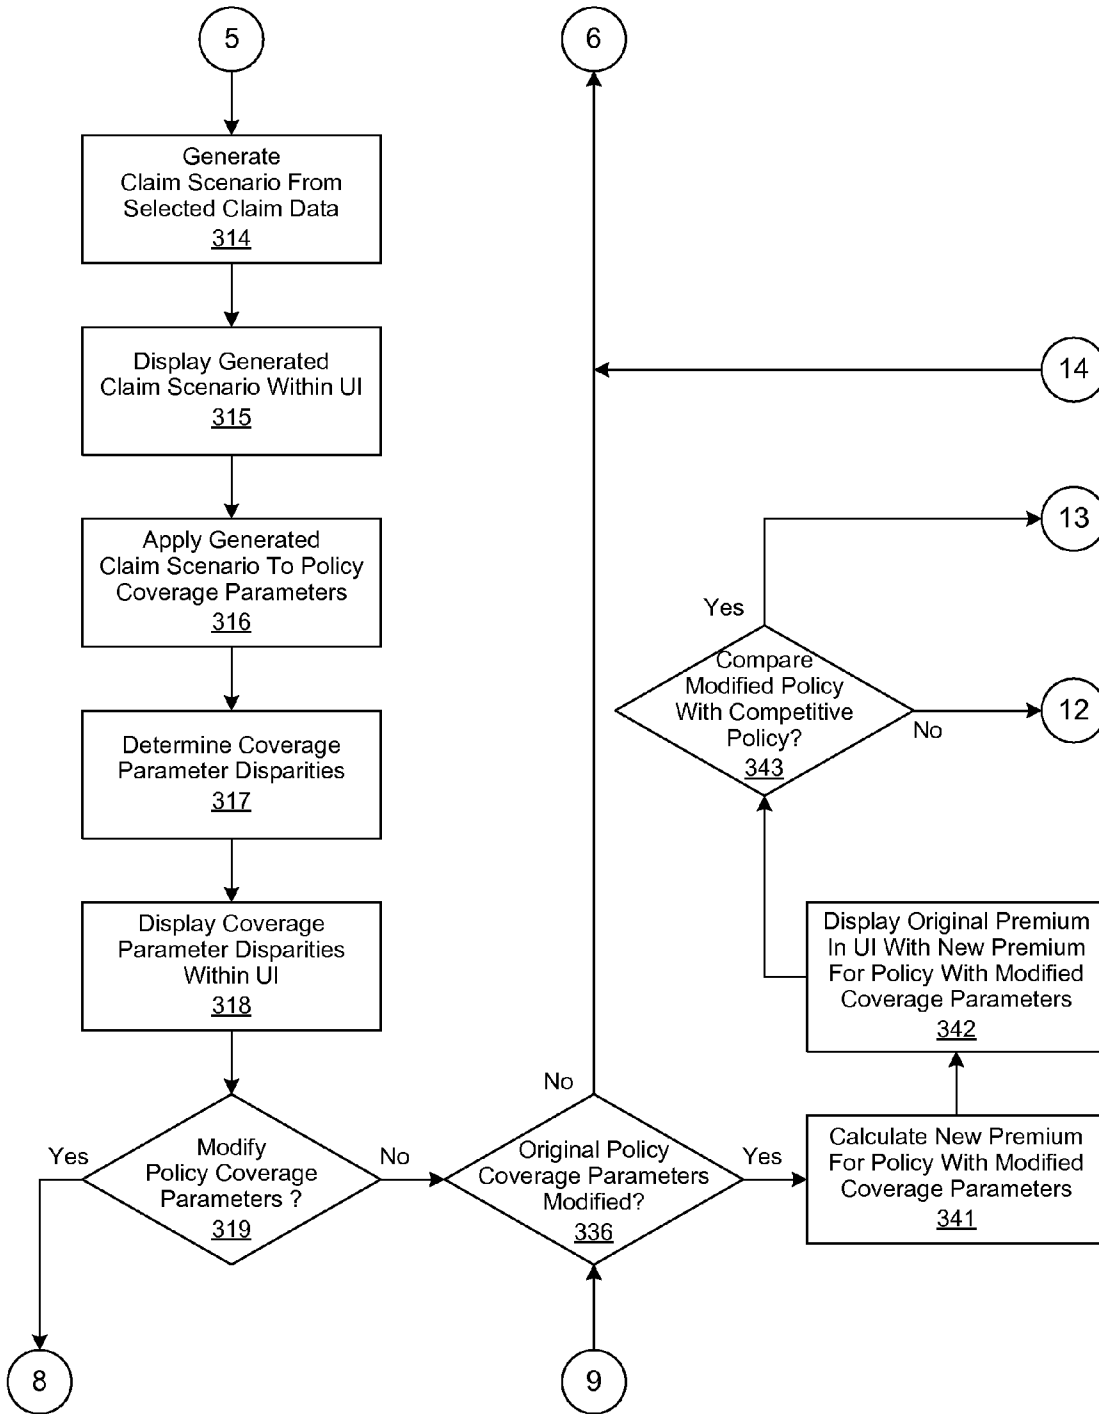 5
Generate
Claim Scenario From
Selected Claim Data
314
Display Generated
Claim Scenario Within UI
315
Apply Generated
Claim Scenario To Policy
Coverage Parameters
316
Determine Coverage
Parameter Disparities
317
Display Coverage
Parameter Disparities
Within UI
318
Yes
Modify
Policy Coverage
Parameters ?
319
No
8
6
14
13
Yes
Compare
Modified Policy
With Competitive
Policy?
343
No
12
Display Original Premium
In UI With New Premium
For Policy With Modified
Coverage Parameters
342
No
Original Policy
Coverage Parameters
Modified?
336
Yes
Calculate New Premium
For Policy With Modified
Coverage Parameters
341
9